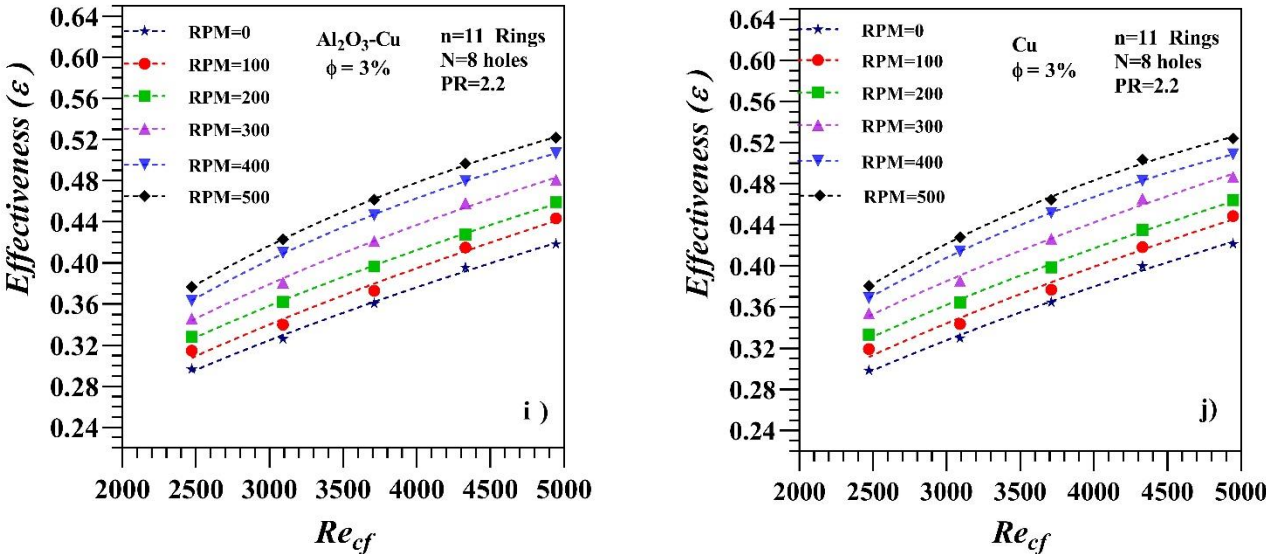 0.64
0.60
0.56
0.52
0.48
0.44
0.40
0.36
0.32
0.28
0.24
Effectiveness (ε)
RPM=0
RPM=100
RPM=200
RPM=300
RPM=400
RPM=500
Al₂O₃-Cu
ϕ = 3%
n=11 Rings
N=8 holes
PR=2.2
i )
2000 2500 3000 3500 4000 4500 5000
Re_cf
0.64
0.60
0.56
0.52
0.48
0.44
0.40
0.36
0.32
0.28
0.24
Effectiveness (ε)
RPM=0
RPM=100
RPM=200
RPM=300
RPM=400
RPM=500
Cu
ϕ = 3%
n=11 Rings
N=8 holes
PR=2.2
j)
2000 2500 3000 3500 4000 4500 5000
Re_cf